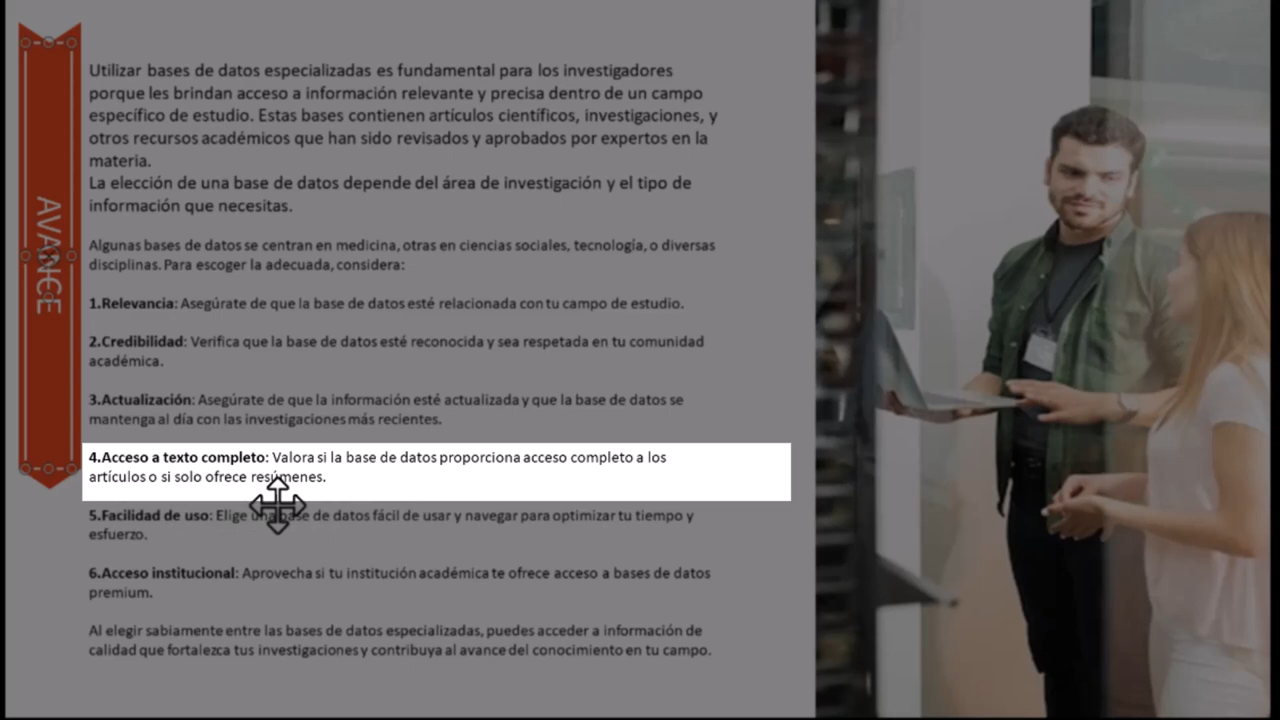 AVANCE
Utilizar bases de datos especializadas es fundamental para los investigadores
porque les brindan acceso a información relevante y precisa dentro de un campo
específico de estudio. Estas bases contienen artículos científicos, investigaciones, y
otros recursos académicos que han sido revisados y aprobados por expertos en la
materia.
La elección de una base de datos depende del área de investigación y el tipo de
información que necesitas.
Algunas bases de datos se centran en medicina, otras en ciencias sociales, tecnología, o diversas
disciplinas. Para escoger la adecuada, considera:
1.Relevancia: Asegúrate de que la base de datos esté relacionada con tu campo de estudio.
2.Credibilidad: Verifica que la base de datos esté reconocida y sea respetada en tu comunidad
académica.
3.Actualización: Asegúrate de que la información esté actualizada y que la base de datos se
mantenga al día con las investigaciones más recientes.
4.Acceso a texto completo: Valora si la base de datos proporciona acceso completo a los
artículos o si solo ofrece resúmenes.
5.Facilidad de uso: Elige una base de datos fácil de usar y navegar para optimizar tu tiempo y
esfuerzo.
6.Acceso institucional: Aprovecha si tu institución académica te ofrece acceso a bases de datos
premium.
Al elegir sabiamente entre las bases de datos especializadas, puedes acceder a información de
calidad que fortalezca tus investigaciones y contribuya al avance del conocimiento en tu campo.